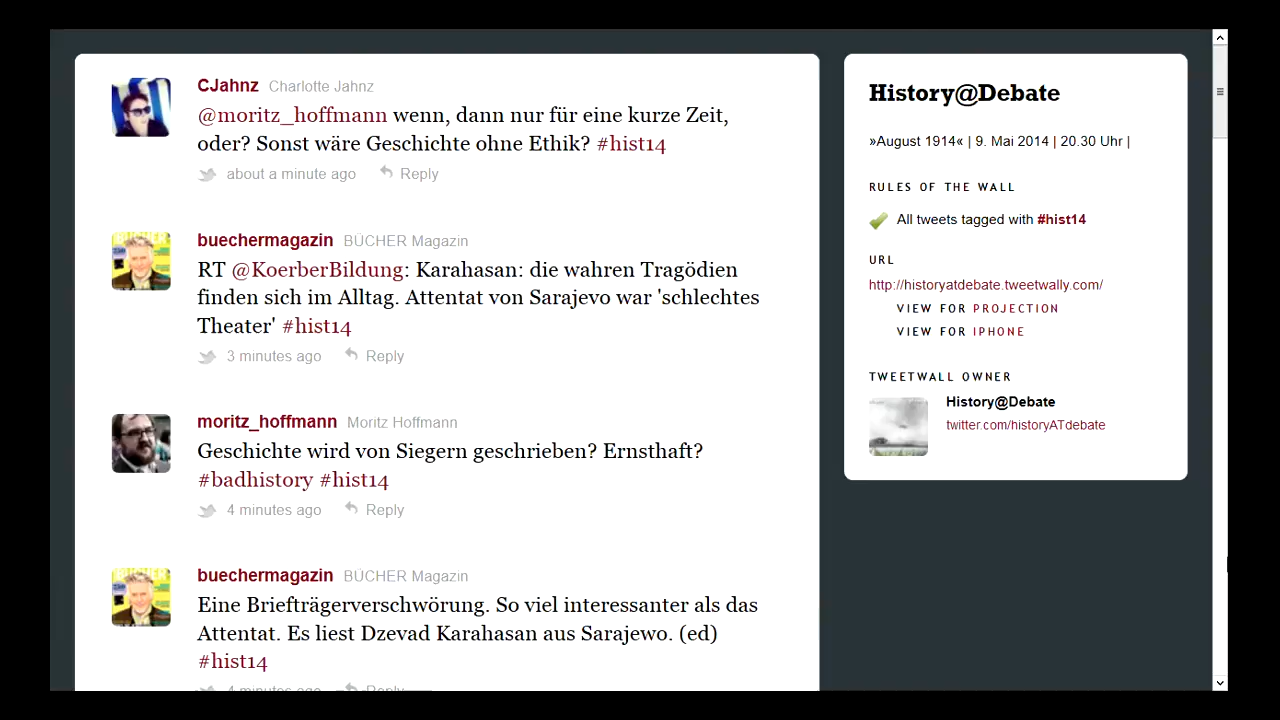 CJahnz Charlotte Jahnz
@moritz_hoffmann wenn, dann nur für eine kurze Zeit,
oder? Sonst wäre Geschichte ohne Ethik? #hist14
about a minute ago Reply
buechermagazin BÜCHER Magazin
RT @KoerberBildung: Karahasan: die wahren Tragödien
finden sich im Alltag. Attentat von Sarajevo war 'schlechtes
Theater' #hist14
3 minutes ago Reply
moritz_hoffmann Moritz Hoffmann
Geschichte wird von Siegern geschrieben? Ernsthaft?
#badhistory #hist14
4 minutes ago Reply
buechermagazin BÜCHER Magazin
Eine Briefträgerverschwörung. So viel interessanter als das
Attentat. Es liest Dzevad Karahasan aus Sarajewo. (ed)
#hist14
4 minutes ago Reply
History@Debate
»August 1914« | 9. Mai 2014 | 20.30 Uhr |
RULES OF THE WALL
All tweets tagged with #hist14
URL
http://historyatdebate.tweetwally.com/
VIEW FOR PROJECTION
VIEW FOR IPHONE
TWEETWALL OWNER
History@Debate
twitter.com/historyATdebate